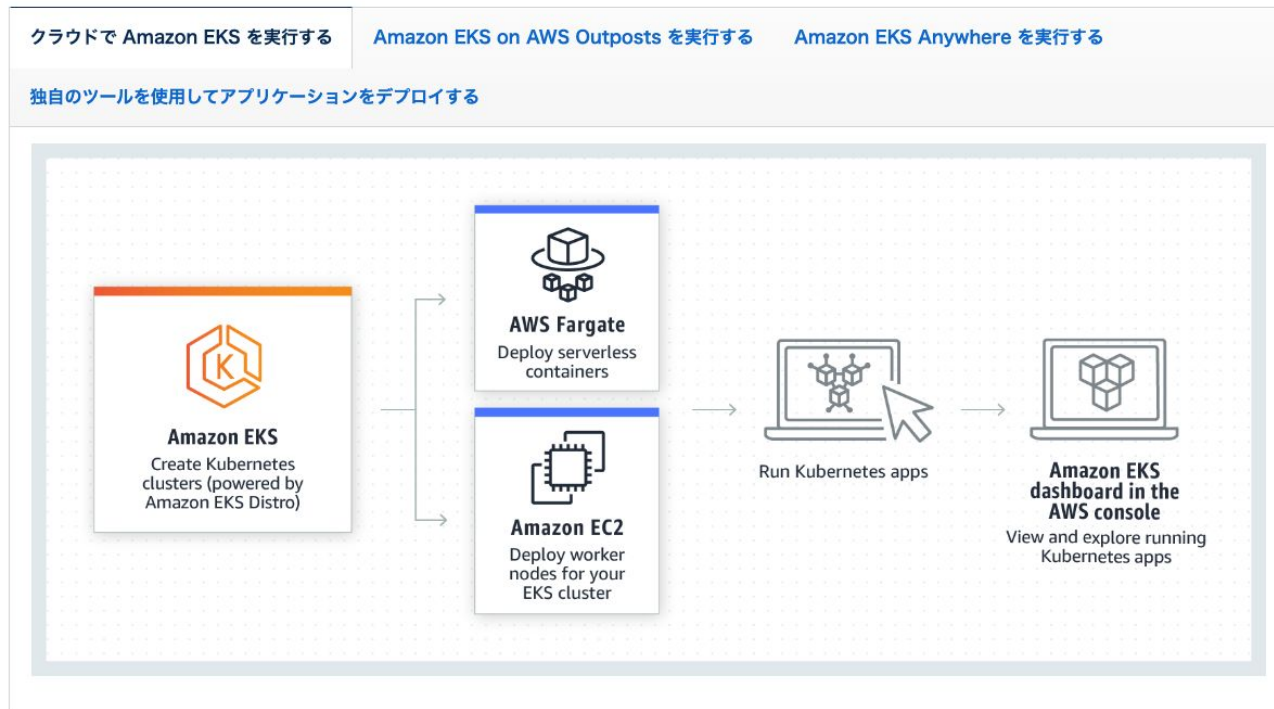 クラウドで Amazon EKS を実行する
Amazon EKS on AWS Outposts を実行する
Amazon EKS Anywhere を実行する
独自のツールを使用してアプリケーションをデプロイする
K
Amazon EKS
Create Kubernetes
clusters (powered by
Amazon EKS Distro)
AWS Fargate
Deploy serverless
containers
Amazon EC2
Deploy worker
nodes for your
EKS cluster
Run Kubernetes apps
Amazon EKS
dashboard in the
AWS console
View and explore running
Kubernetes apps